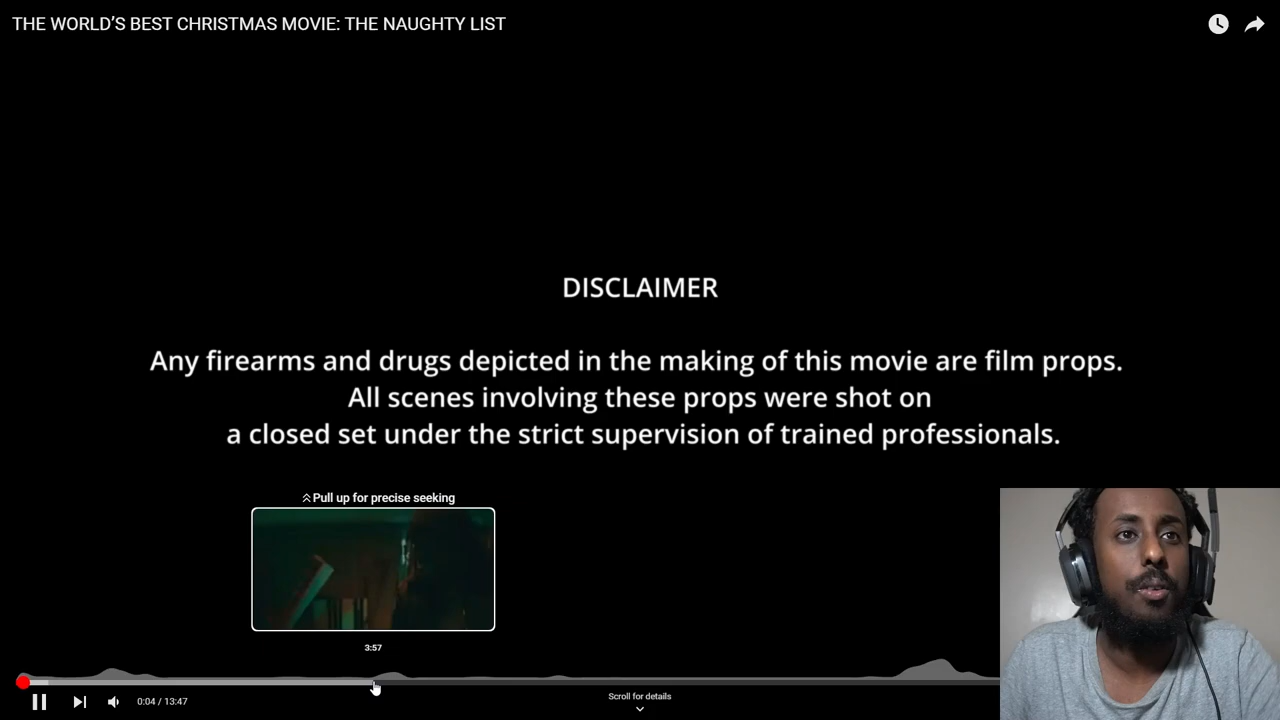 THE WORLD’S BEST CHRISTMAS MOVIE: THE NAUGHTY LIST
DISCLAIMER
Any firearms and drugs depicted in the making of this movie are film props.
All scenes involving these props were shot on
a closed set under the strict supervision of trained professionals.
Pull up for precise seeking
3:57
0:04 / 13:47
Scroll for details